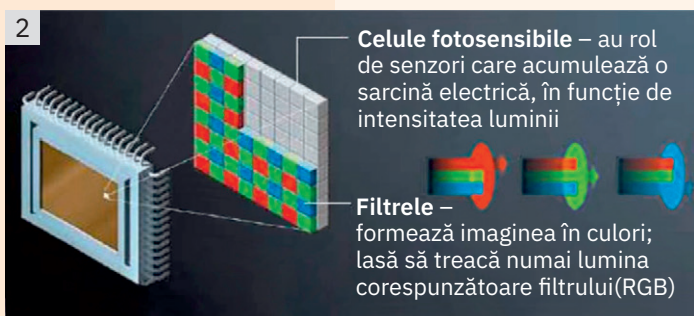 2
Celule fotosensibile – au rol
de senzori care acumulează o
sarcină electrică, în funcție de
intensitatea luminii
Filtrele –
formează imaginea în culori;
lasă să treacă numai lumina
corespunzătoare filtrului(RGB)